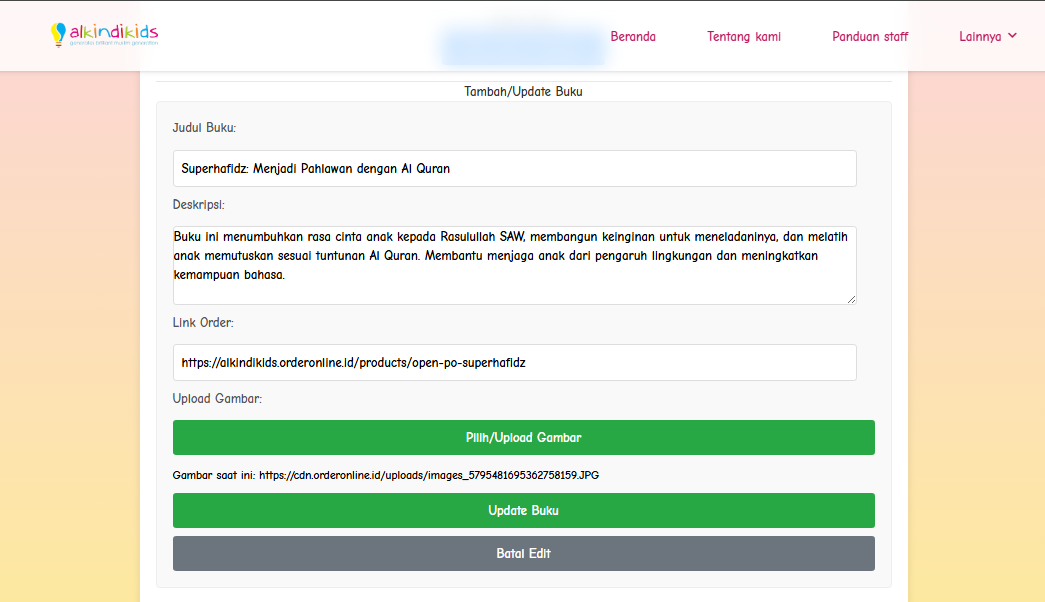 alkindikids
Beranda
Tentang kami
Panduan staff
Lainnya
Tambah/Update Buku
Judul Buku:
Superhafidz: Menjadi Pahlawan dengan Al Quran
Deskripsi:
Buku ini menumbuhkan rasa cinta anak kepada Rasulullah SAW, membangun keinginan untuk meneladaninya, dan melatih
anak memutuskan sesuai tuntunan Al Quran. Membantu menjaga anak dari pengaruh lingkungan dan meningkatkan
kemampuan bahasa.
Link Order:
https://alkindikids.orderonline.id/products/open-po-superhafidz
Upload Gambar:
Pilih/Upload Gambar
Gambar saat ini: https://cdn.orderonline.id/uploads/images_5795481695362758159.JPG
Update Buku
Batal Edit